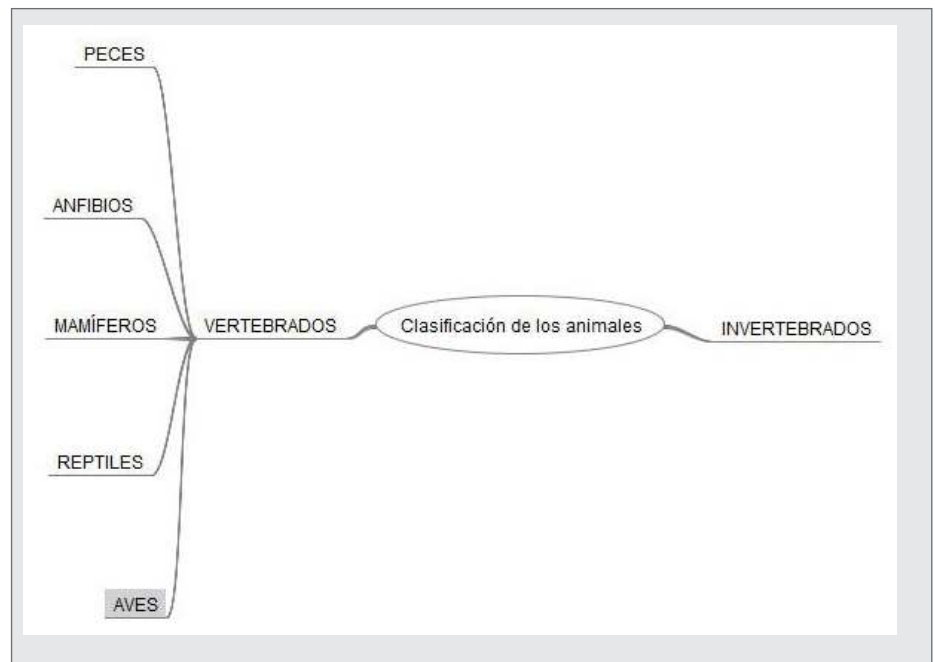 PECES
ANFIBIOS
MAMÍFEROS
VERTEBRADOS
Clasificación de los animales
INVERTEBRADOS
REPTILES
AVES